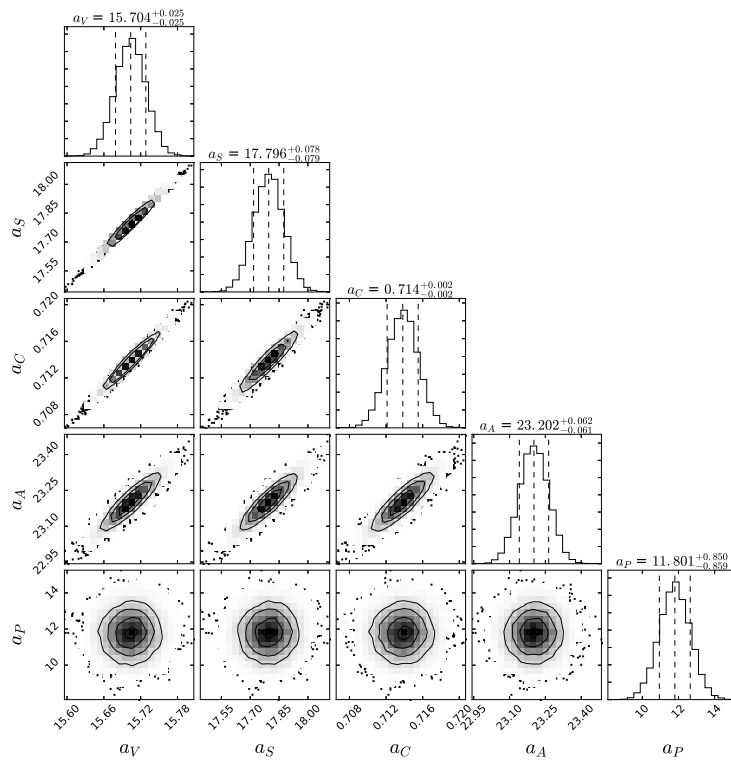 a_V = 15.704^{+0.025}_{-0.025}
a_S = 17.796^{+0.078}_{-0.079}
18.00
17.85
17.70
17.55
a_S
a_C = 0.714^{+0.002}_{-0.002}
0.720
0.716
0.712
0.708
a_C
a_A = 23.202^{+0.062}_{-0.061}
23.40
23.25
23.10
22.95
a_A
a_P = 11.801^{+0.850}_{-0.859}
14
12
10
a_P
15.60 15.66 15.72 15.78 17.55 17.70 17.85 18.00 0.708 0.712 0.716 0.720 22.95 23.10 23.25 23.40 10 12 14
a_V a_S a_C a_A a_P